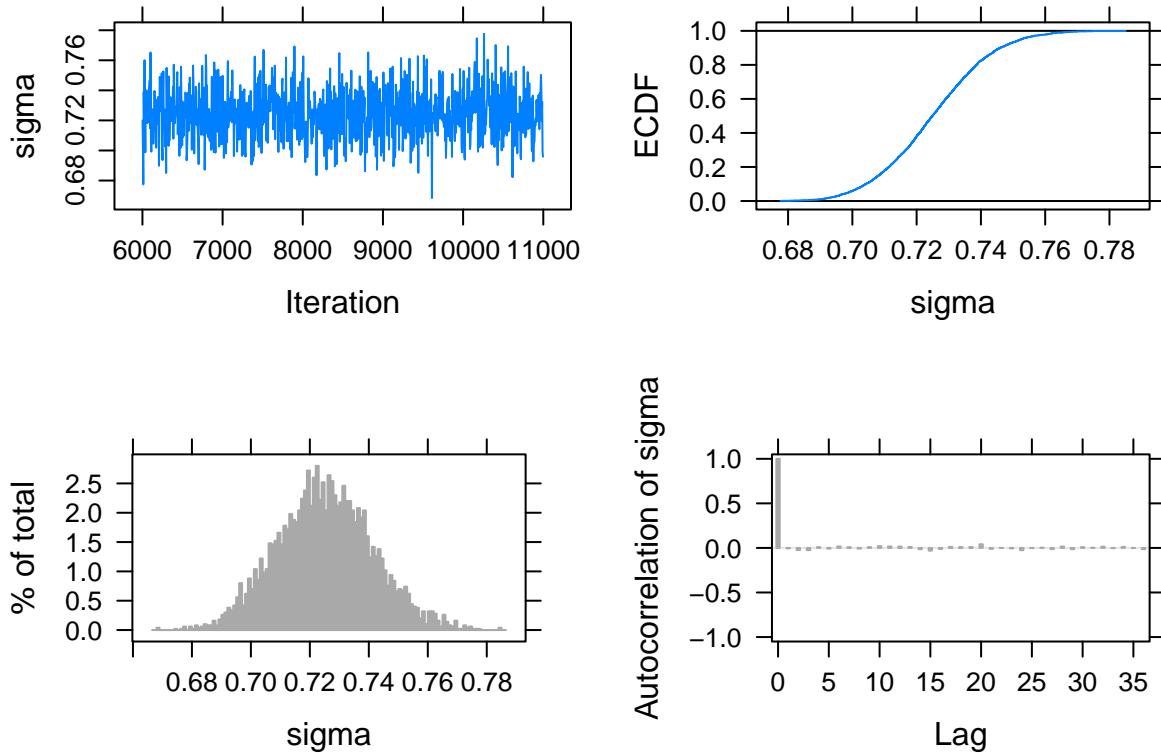 sigma
0.68 0.72 0.76
6000 7000 8000 9000 10000 11000
Iteration
ECDF
1.0
0.8
0.6
0.4
0.2
0.0
0.68 0.70 0.72 0.74 0.76 0.78
sigma
% of total
2.5
2.0
1.5
1.0
0.5
0.0
0.68 0.70 0.72 0.74 0.76 0.78
sigma
Autocorrelation of sigma
1.0
0.5
0.0
−0.5
−1.0
0 5 10 15 20 25 30 35
Lag